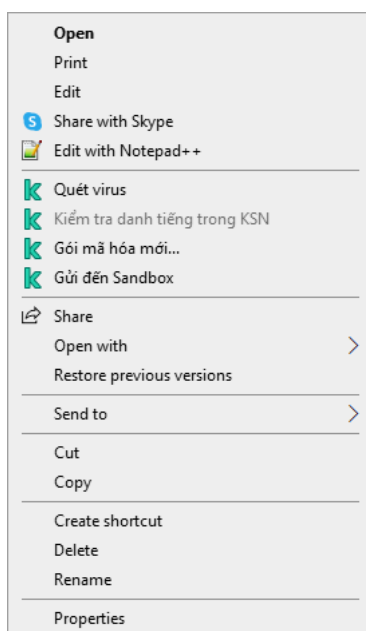 Open
Print
Edit
Share with Skype
Edit with Notepad++
Quét virus
Kiểm tra danh tiếng trong KSN
Gói mã hóa mới...
Gửi đến Sandbox
Share
Open with
Restore previous versions
Send to
Cut
Copy
Create shortcut
Delete
Rename
Properties